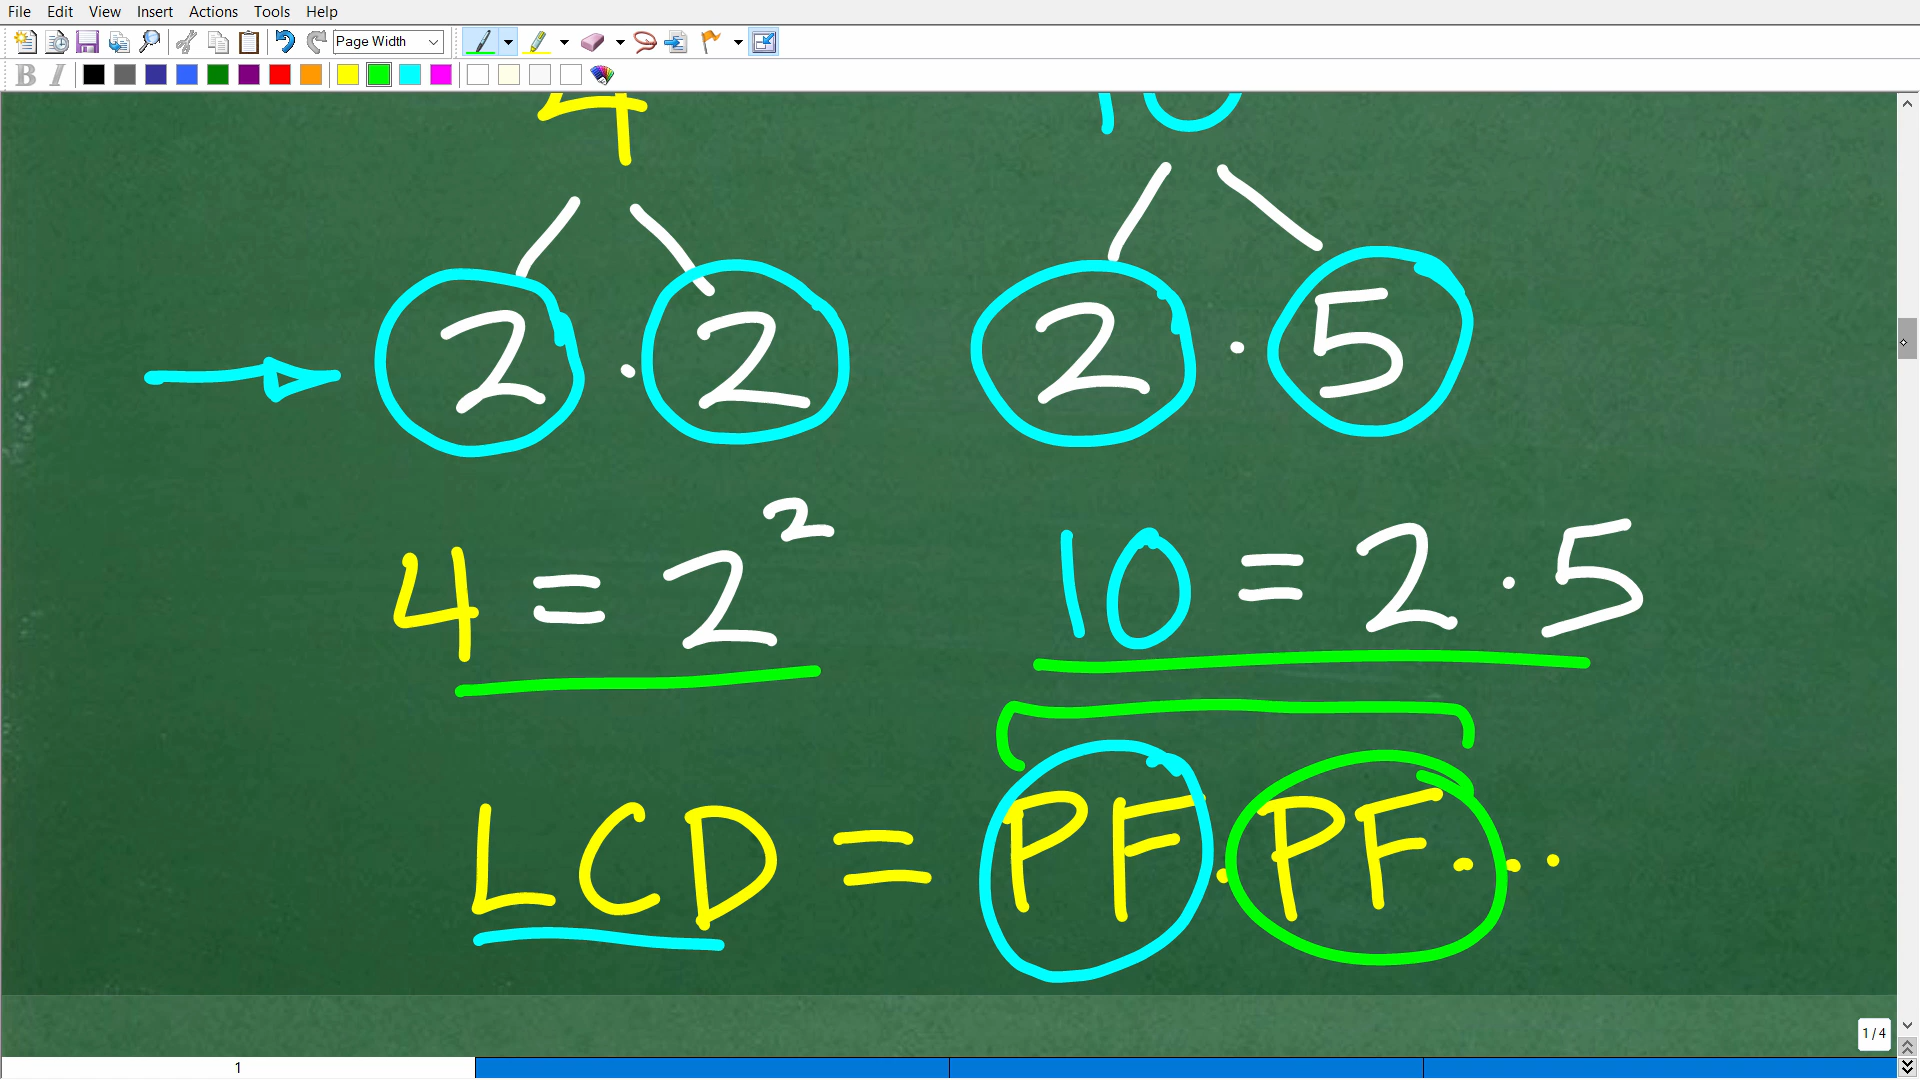 File Edit View Insert Actions Tools Help
Page Width
B I
4 10
2 · 2 2 · 5
4 = 2² 10 = 2 · 5
LCD = PF · PF ...
1 / 4
1